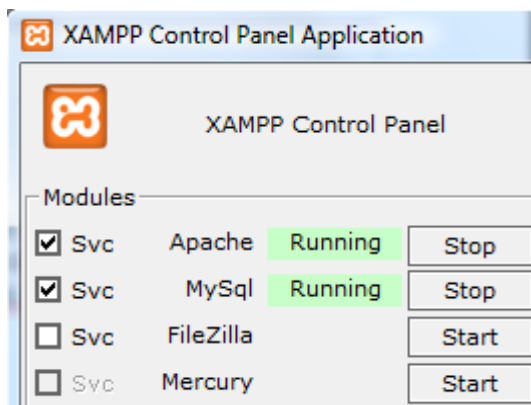 XAMPP Control Panel Application
XAMPP Control Panel
Modules
Svc Apache Running Stop
Svc MySql Running Stop
Svc FileZilla Start
Svc Mercury Start